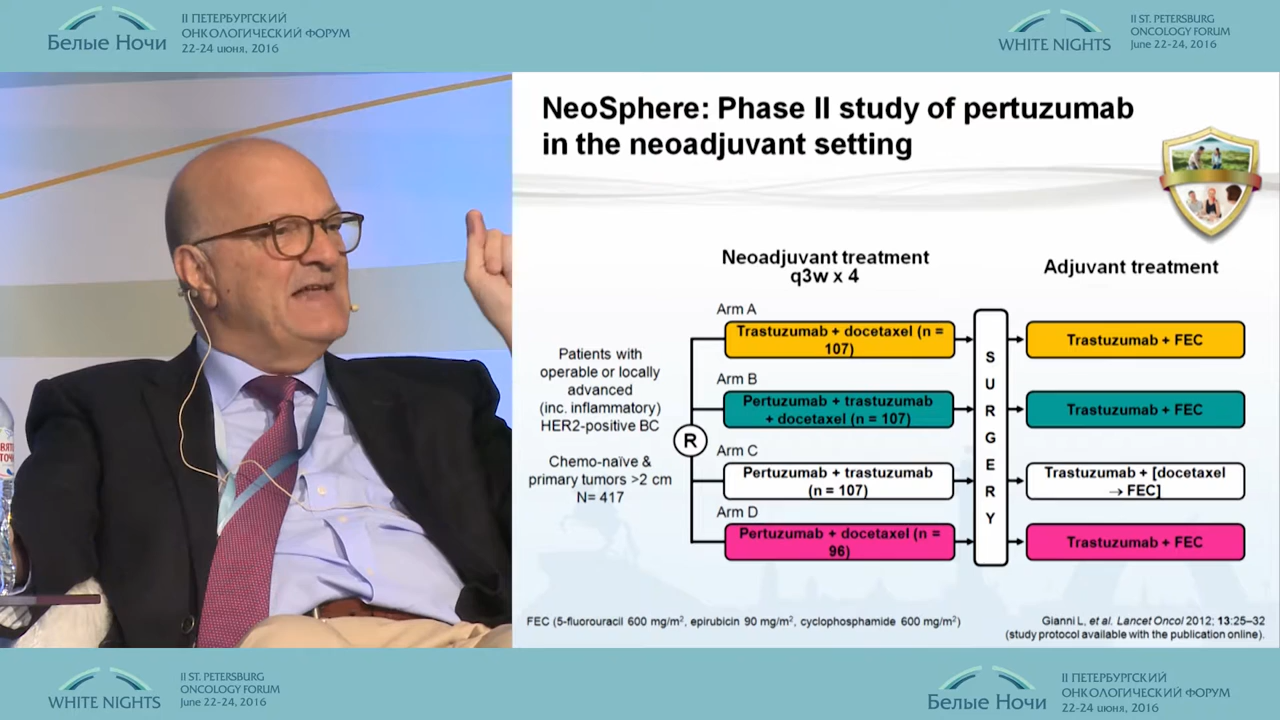 Белые Ночи
II ПЕТЕРБУРГСКИЙ
ОНКОЛОГИЧЕСКИЙ ФОРУМ
22-24 июня, 2016
WHITE NIGHTS
II ST. PETERSBURG
ONCOLOGY FORUM
June 22-24, 2016
NeoSphere: Phase II study of pertuzumab
in the neoadjuvant setting
Neoadjuvant treatment
q3w x 4
Adjuvant treatment
Patients with
operable or locally
advanced
(inc. inflammatory)
HER2-positive BC
Chemo-naïve &
primary tumors >2 cm
N= 417
R
Arm A
Trastuzumab + docetaxel (n =
107)
Arm B
Pertuzumab + trastuzumab
+ docetaxel (n = 107)
Arm C
Pertuzumab + trastuzumab
(n = 107)
Arm D
Pertuzumab + docetaxel (n =
96)
S
U
R
G
E
R
Y
Trastuzumab + FEC
Trastuzumab + FEC
Trastuzumab + [docetaxel
→ FEC]
Trastuzumab + FEC
FEC (5-fluorouracil 600 mg/m², epirubicin 90 mg/m², cyclophosphamide 600 mg/m²)
Gianni L, et al. Lancet Oncol 2012; 13:25–32
(study protocol available with the publication online).
WHITE NIGHTS
II ST. PETERSBURG
ONCOLOGY FORUM
June 22-24, 2016
Белые Ночи
II ПЕТЕРБУРГСКИЙ
ОНКОЛОГИЧЕСКИЙ ФОРУМ
22-24 июня, 2016